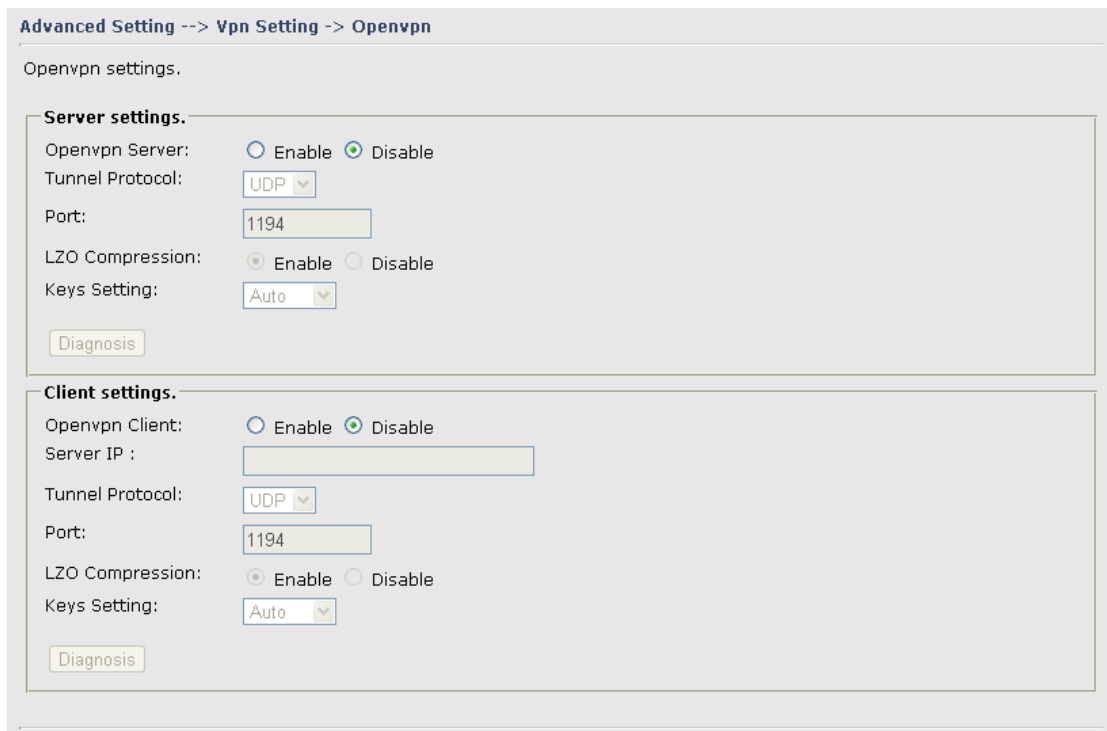 Advanced Setting --> Vpn Setting -> Openvpn
Openvpn settings.
Server settings.
Openvpn Server: Enable Disable
Tunnel Protocol: UDP
Port: 1194
LZO Compression: Enable Disable
Keys Setting: Auto
Diagnosis
Client settings.
Openvpn Client: Enable Disable
Server IP :
Tunnel Protocol: UDP
Port: 1194
LZO Compression: Enable Disable
Keys Setting: Auto
Diagnosis